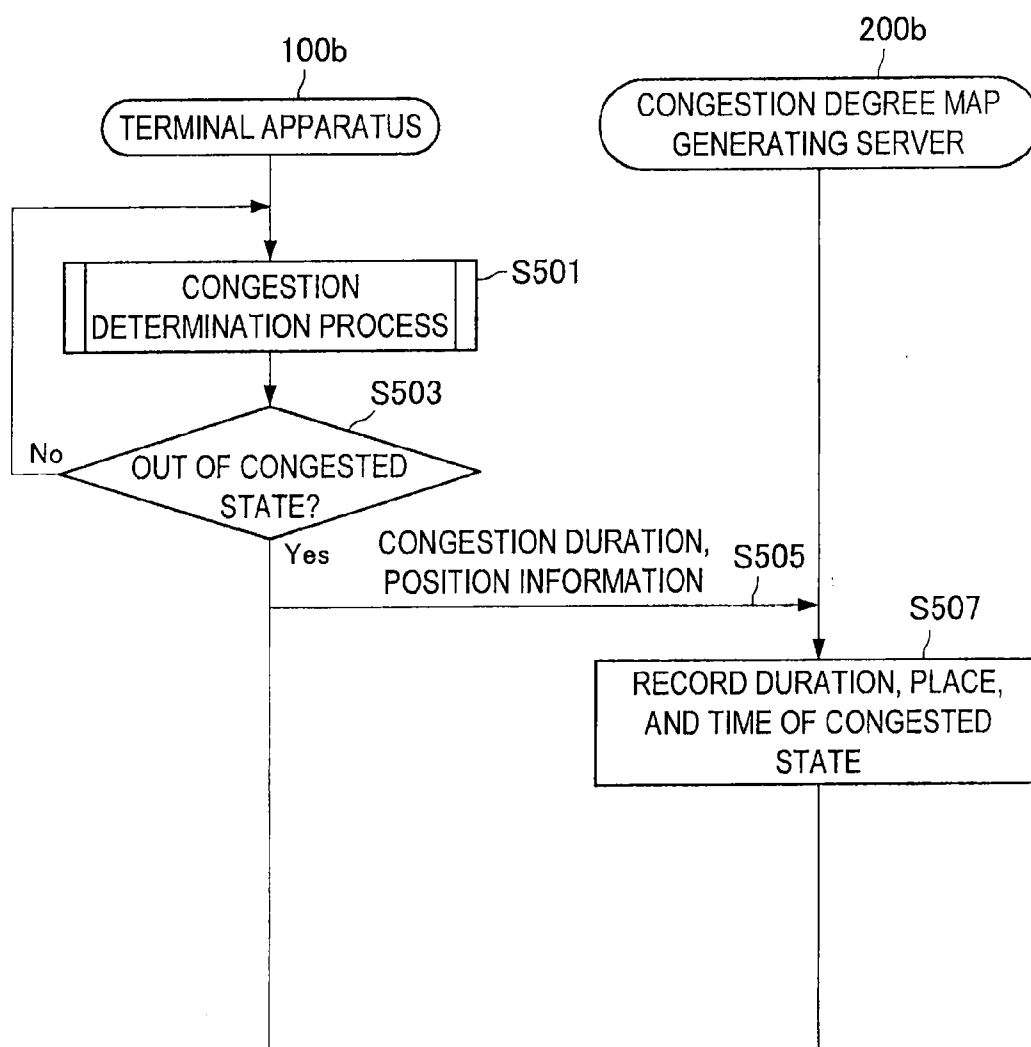 100b
TERMINAL APPARATUS
200b
CONGESTION DEGREE MAP
GENERATING SERVER
CONGESTION
DETERMINATION PROCESS
S501
S503
No
OUT OF CONGESTED
STATE?
Yes
CONGESTION DURATION,
POSITION INFORMATION
S505
S507
RECORD DURATION, PLACE,
AND TIME OF CONGESTED
STATE